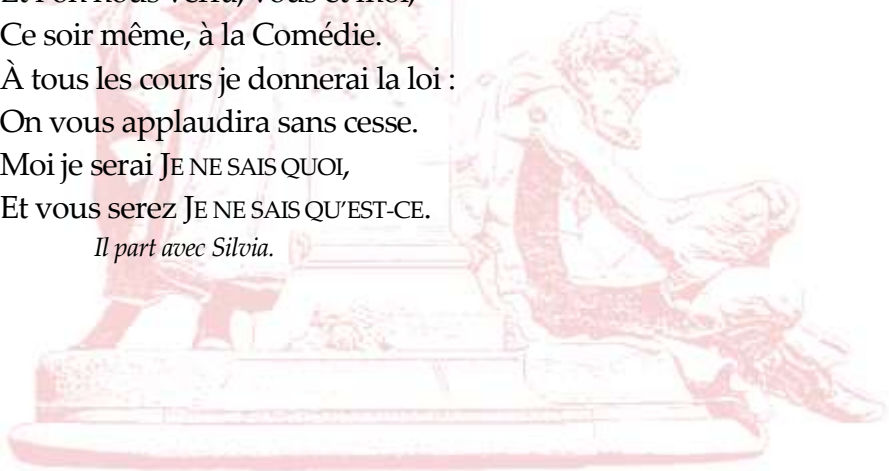 Ce soir même, à la Comédie.
À tous les cours je donnerai la loi :
On vous applaudira sans cesse.
Moi je serai JE NE SAIS QUOI,
Et vous serez JE NE SAIS QU’EST-CE.
Il part avec Silvia.